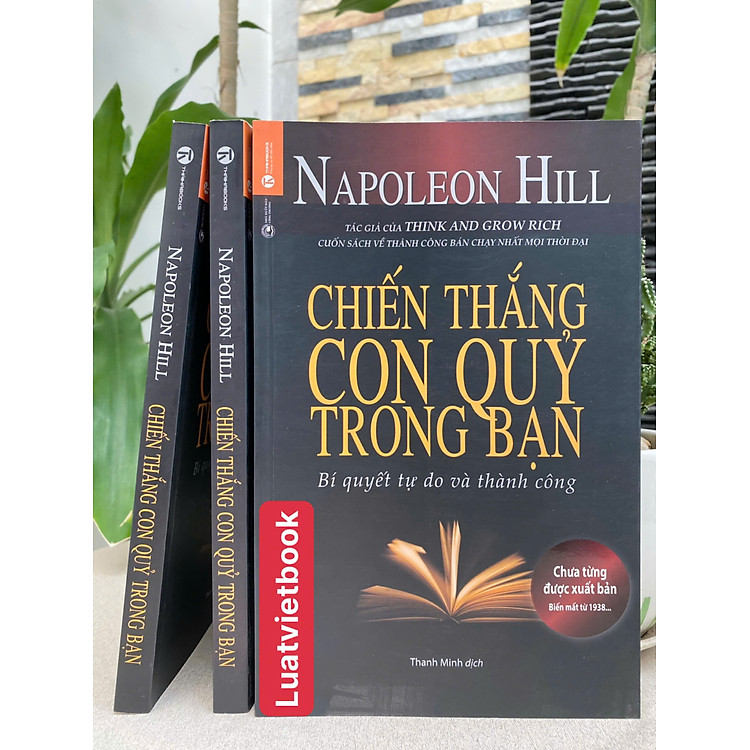 THAIHABOOKS
NAPOLEON HILL
CHIẾN THẮNG CON QUỶ TRONG BẠN
THAIHABOOKS
NAPOLEON HILL
CHIẾN THẮNG CON QUỶ TRONG BẠN
THAIHABOOKS
NAPOLEON HILL
TÁC GIẢ CỦA THINK AND GROW RICH
CUỐN SÁCH VỀ THÀNH CÔNG BÁN CHẠY NHẤT MỌI THỜI ĐẠI
CHIẾN THẮNG
CON QUỶ
TRONG BẠN
Bí quyết tự do và thành công
Chưa từng
được xuất bản
Biến mất từ 1938...
Thanh Minh dịch
Luatvietbook